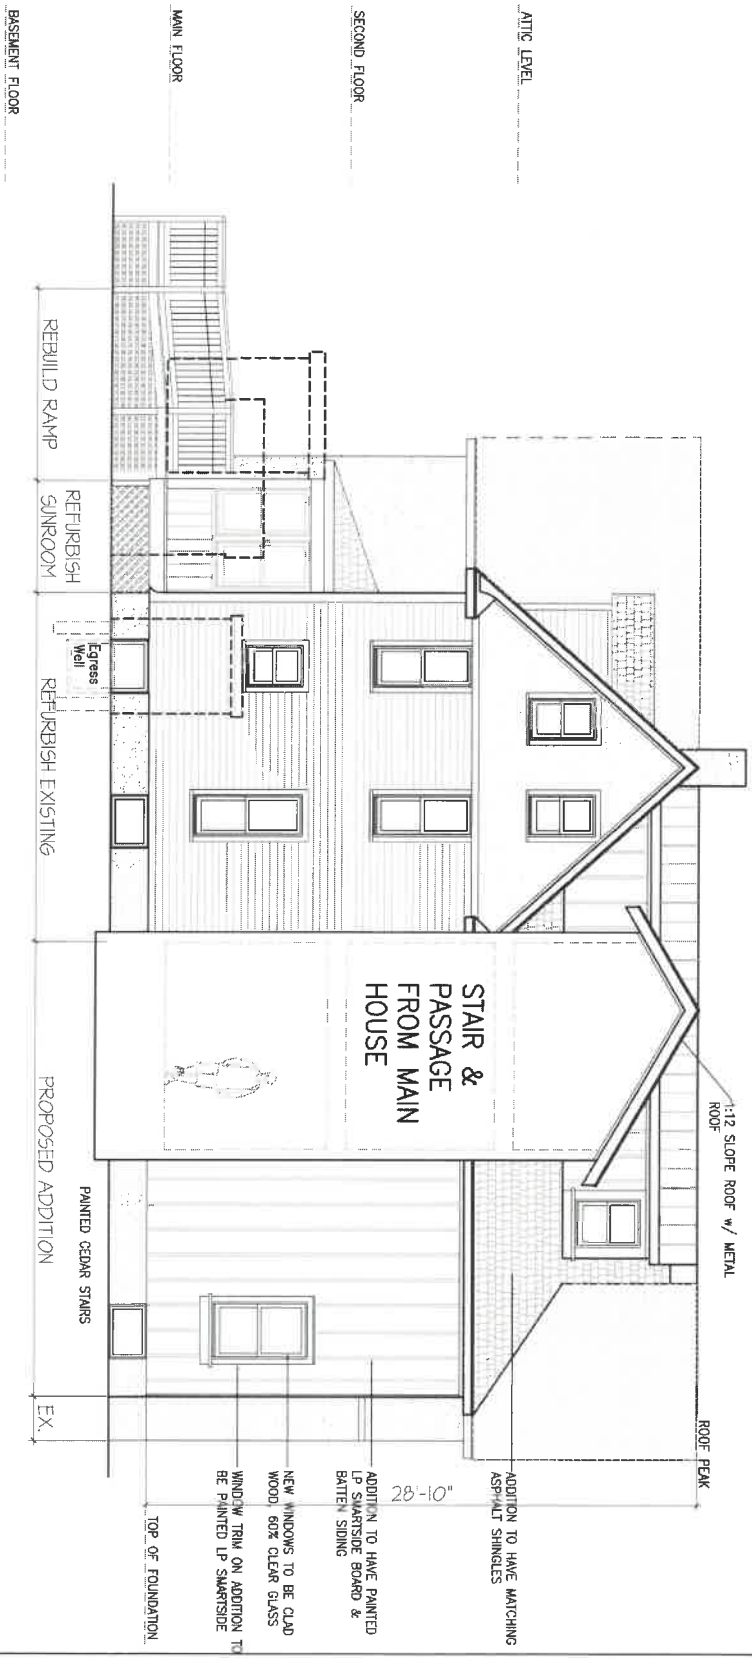 ATTIC LEVEL
SECOND FLOOR
MAIN FLOOR
BASEMENT FLOOR
1:12 SLOPE ROOF w/ METAL
ROOF
ROOF PEAK
STAIR &
PASSAGE
FROM MAIN
HOUSE
ADDITION TO HAVE MATCHING
ASPHALT SHINGLES
28'-10"
ADDITION TO HAVE PAINTED
LP SMARTSIDE BOARD &
BATTEN SIDING
NEW WINDOWS TO BE CLAD
WOOD, 60% CLEAR GLASS
WINDOW TRIM ON ADDITION TO
BE PAINTED LP SMARTSIDE
TOP OF FOUNDATION
Egress
Well
PAINTED CEDAR STAIRS
REBUILD RAMP
REFURBISH
SUNROOM
REFURBISH EXISTING
PROPOSED ADDITION
EX.